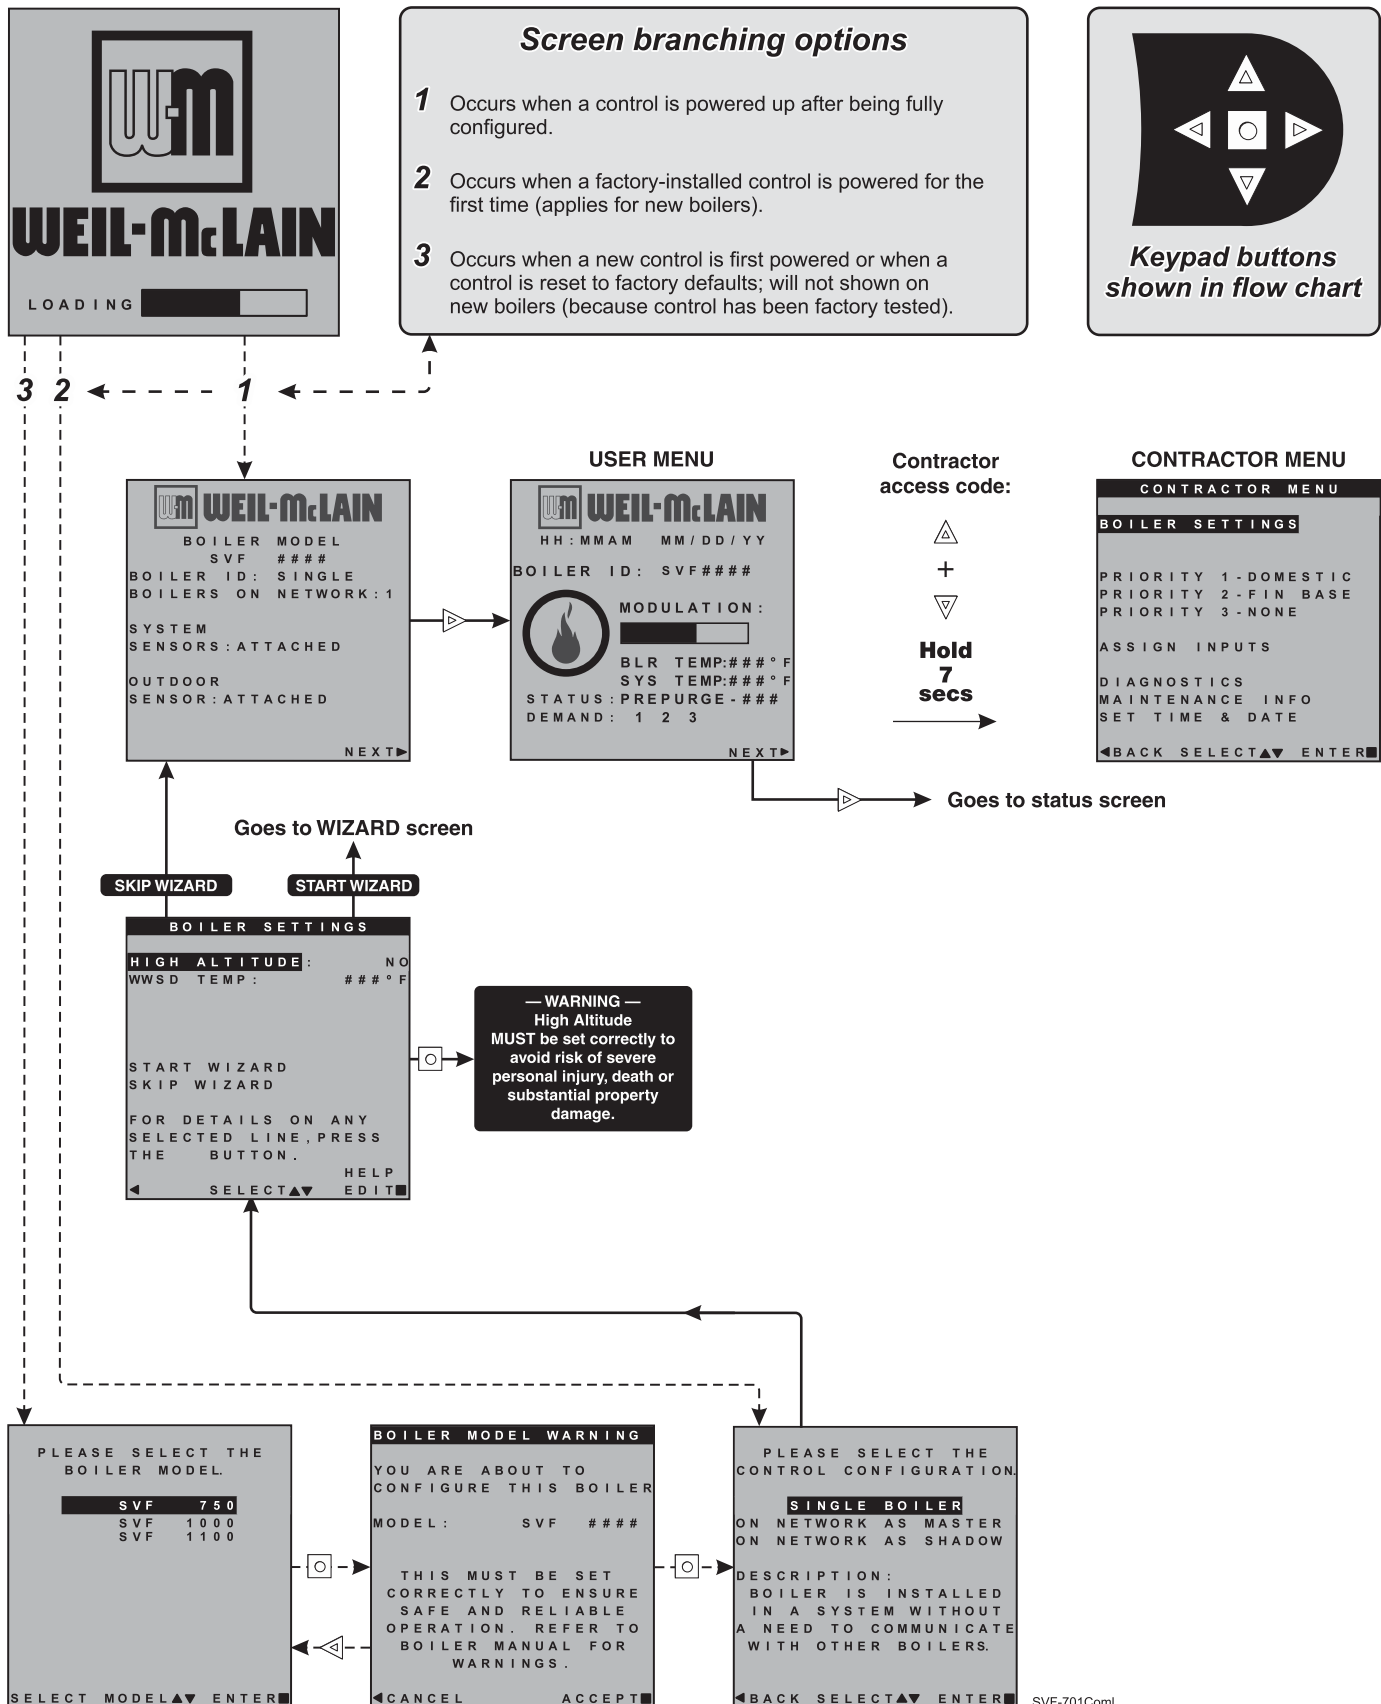 WM
WEIL-McLAIN
LOADING
Screen branching options
1 Occurs when a control is powered up after being fully
configured.
2 Occurs when a factory-installed control is powered for the
first time (applies for new boilers).
3 Occurs when a new control is first powered or when a
control is reset to factory defaults; will not shown on
new boilers (because control has been factory tested).
Keypad buttons
shown in flow chart
3 2 1
WM WEIL-McLAIN
BOILER MODEL
SVF ####
BOILER ID: SINGLE
BOILERS ON NETWORK:1
SYSTEM
SENSORS:ATTACHED
OUTDOOR
SENSOR:ATTACHED
NEXT▶
USER MENU
WM WEIL-McLAIN
HH:MMAM MM/DD/YY
BOILER ID: SVF####
MODULATION:
BLR TEMP:###°F
SYS TEMP:###°F
STATUS:PREPURGE-###
DEMAND: 1 2 3
NEXT▶
Contractor
access code:
+
Hold
7
secs
CONTRACTOR MENU
CONTRACTOR MENU
BOILER SETTINGS
PRIORITY 1-DOMESTIC
PRIORITY 2-FIN BASE
PRIORITY 3-NONE
ASSIGN INPUTS
DIAGNOSTICS
MAINTENANCE INFO
SET TIME & DATE
◀BACK SELECT▲▼ ENTER■
Goes to status screen
Goes to WIZARD screen
SKIP WIZARD
START WIZARD
BOILER SETTINGS
HIGH ALTITUDE: NO
WWSD TEMP: ###°F
START WIZARD
SKIP WIZARD
FOR DETAILS ON ANY
SELECTED LINE,PRESS
THE BUTTON.
HELP
◀ SELECT▲▼ EDIT■
— WARNING —
High Altitude
MUST be set correctly to
avoid risk of severe
personal injury, death or
substantial property
damage.
PLEASE SELECT THE
BOILER MODEL.
SVF 750
SVF 1000
SVF 1100
SELECT MODEL▲▼ ENTER■
BOILER MODEL WARNING
YOU ARE ABOUT TO
CONFIGURE THIS BOILER
MODEL: SVF ####
THIS MUST BE SET
CORRECTLY TO ENSURE
SAFE AND RELIABLE
OPERATION. REFER TO
BOILER MANUAL FOR
WARNINGS.
◀CANCEL ACCEPT■
PLEASE SELECT THE
CONTROL CONFIGURATION.
SINGLE BOILER
ON NETWORK AS MASTER
ON NETWORK AS SHADOW
DESCRIPTION:
BOILER IS INSTALLED
IN A SYSTEM WITHOUT
A NEED TO COMMUNICATE
WITH OTHER BOILERS.
◀BACK SELECT▲▼ ENTER■
SVF-701Coml